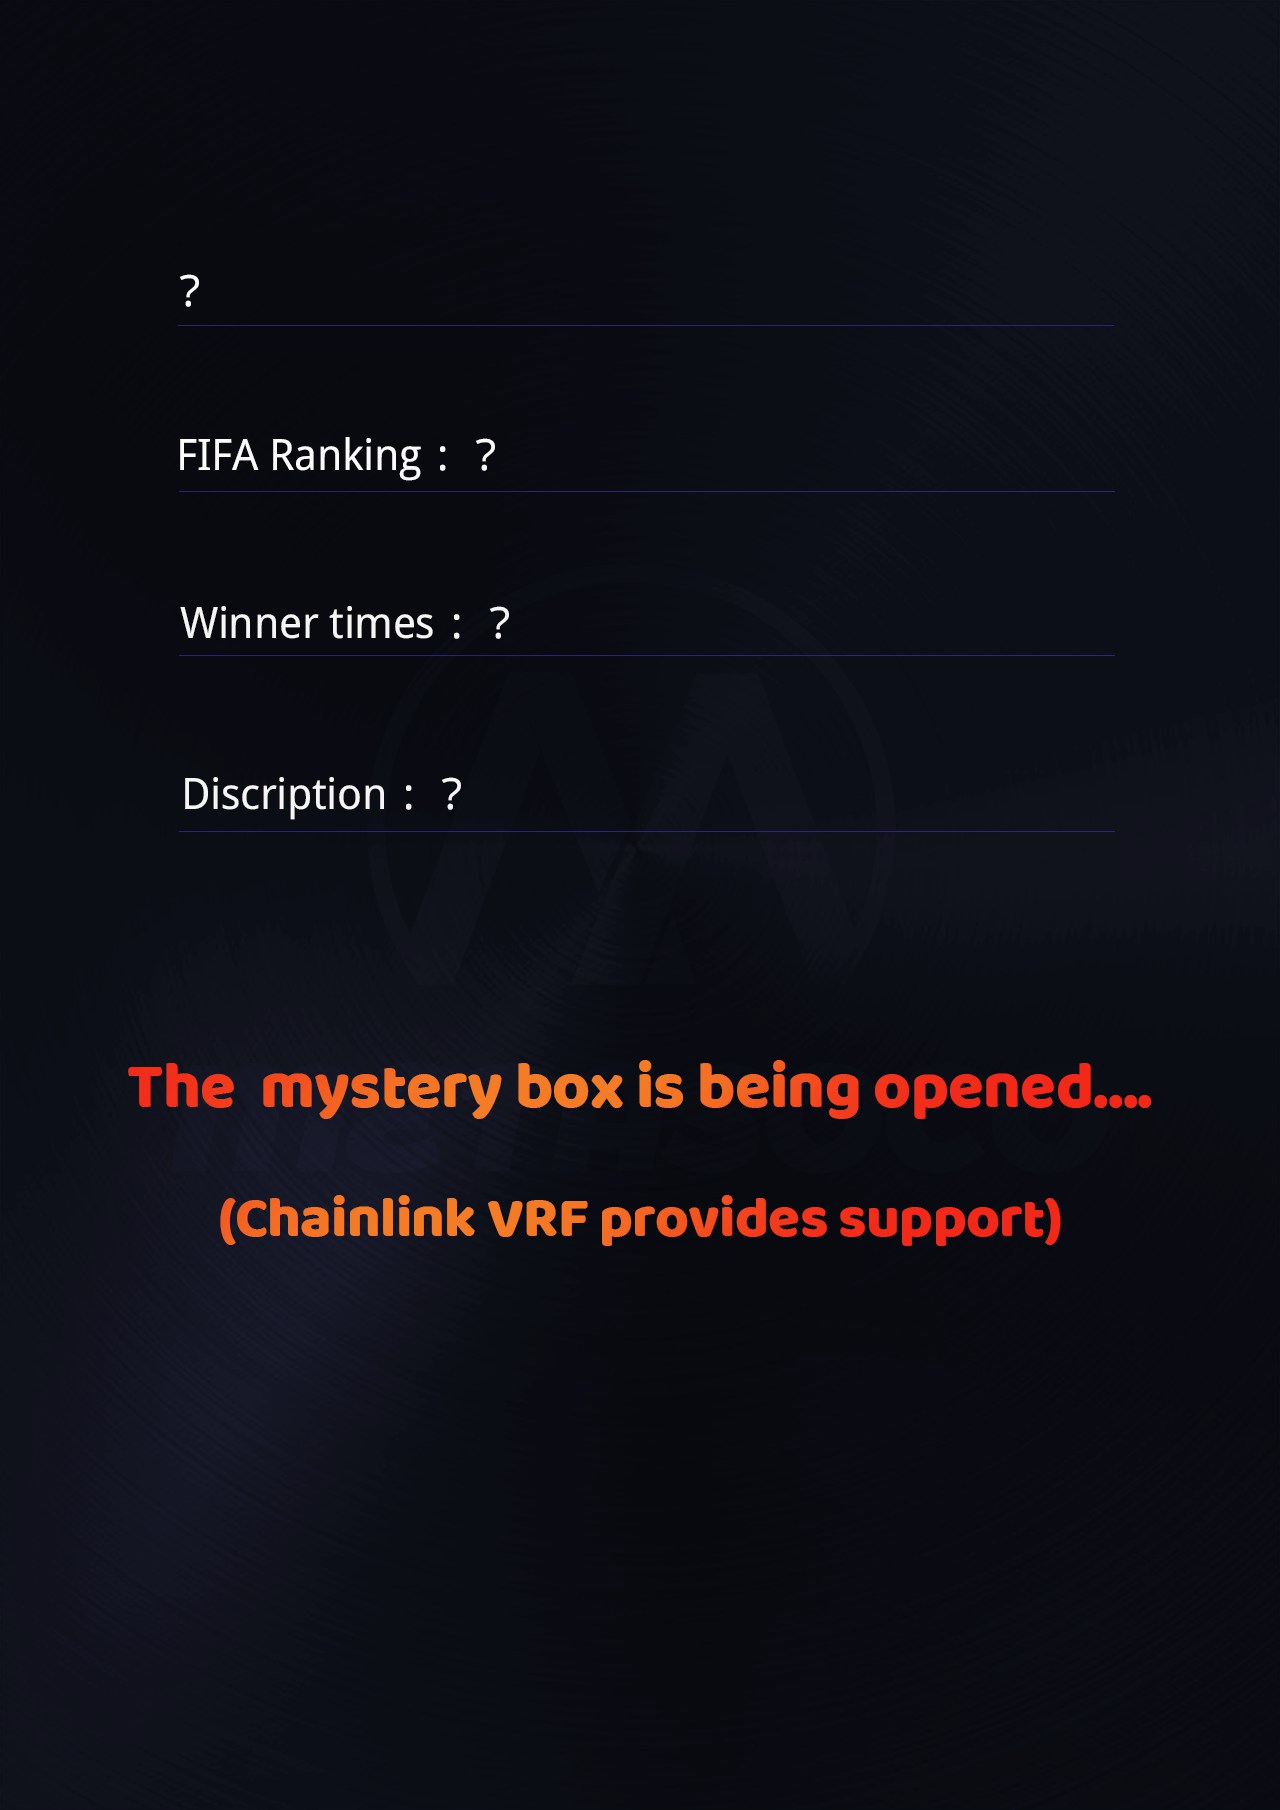 ?
FIFA Ranking : ?
Winner times : ?
Discription : ?
The mystery box is being opened....
(Chainlink VRF provides support)